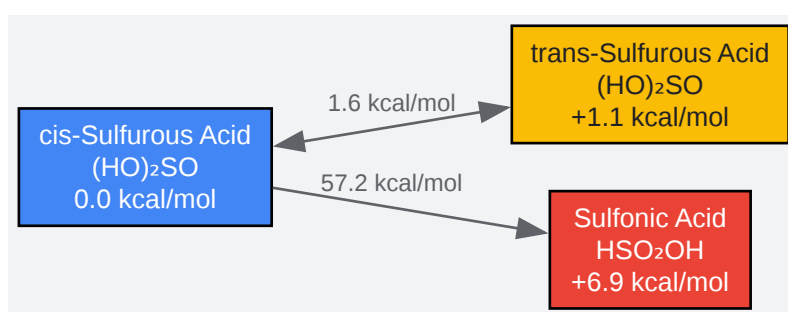 trans-Sulfurous Acid
(HO)₂SO
+1.1 kcal/mol
1.6 kcal/mol
cis-Sulfurous Acid
(HO)₂SO
0.0 kcal/mol
57.2 kcal/mol
Sulfonic Acid
HSO₂OH
+6.9 kcal/mol